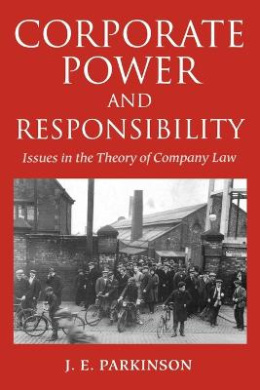 CORPORATE
POWER
AND
RESPONSIBILITY
Issues in the Theory of Company Law
J. E. PARKINSON